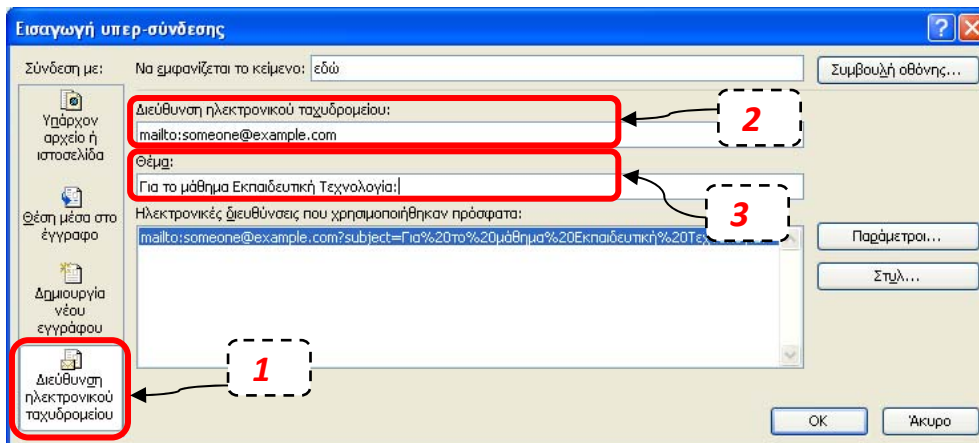 Εισαγωγή υπερ-σύνδεσης
Σύνδεση με:
Να εμφανίζεται το κείμενο: εδώ
Συμβουλή οθόνης...
Υπάρχον
αρχείο ή
ιστοσελίδα
Θέση μέσα στο
έγγραφο
Δημιουργία
νέου
εγγράφου
Διεύθυνση
ηλεκτρονικού
ταχυδρομείου
Διεύθυνση ηλεκτρονικού ταχυδρομείου:
mailto:someone@example.com
Θέμα:
Για το μάθημα Εκπαιδευτική Τεχνολογία:
Ηλεκτρονικές διευθύνσεις που χρησιμοποιήθηκαν πρόσφατα:
mailto:someone@example.com?subject=Για%20το%20μάθημα%20Εκπαιδευτική%20
Παράμετροι...
Στυλ...
1
2
3
OK
Άκυρο